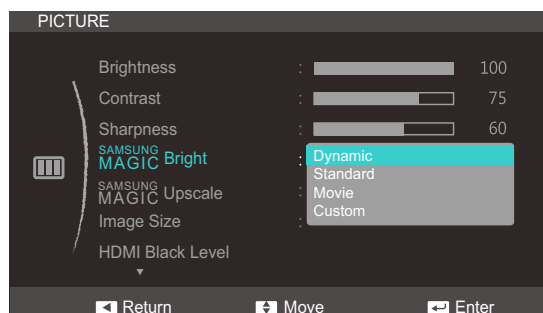 PICTURE
Brightness : 100
Contrast : 75
Sharpness : 60
SAMSUNG
MAGIC Bright : Dynamic
Standard
SAMSUNG
MAGIC Upscale : Movie
Custom
Image Size :
HDMI Black Level
Return Move Enter